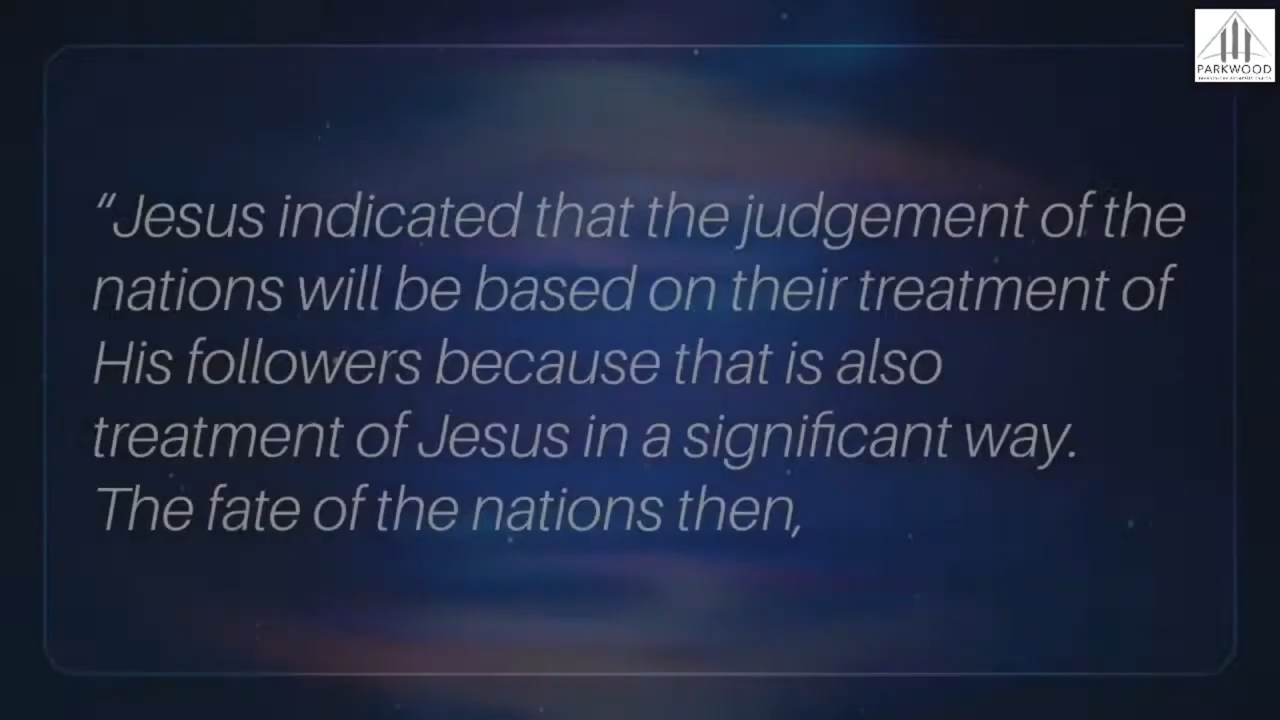 “Jesus indicated that the judgement of the
nations will be based on their treatment of
His followers because that is also
treatment of Jesus in a significant way.
The fate of the nations then,
PARKWOOD